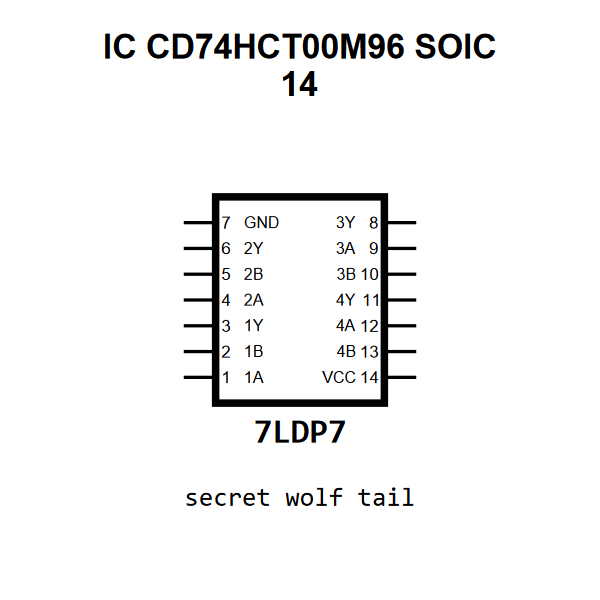 IC CD74HCT00M96 SOIC
14
7 GND 3Y 8
6 2Y 3A 9
5 2B 3B 10
4 2A 4Y 11
3 1Y 4A 12
2 1B 4B 13
1 1A VCC 14
7LDP7
secret wolf tail